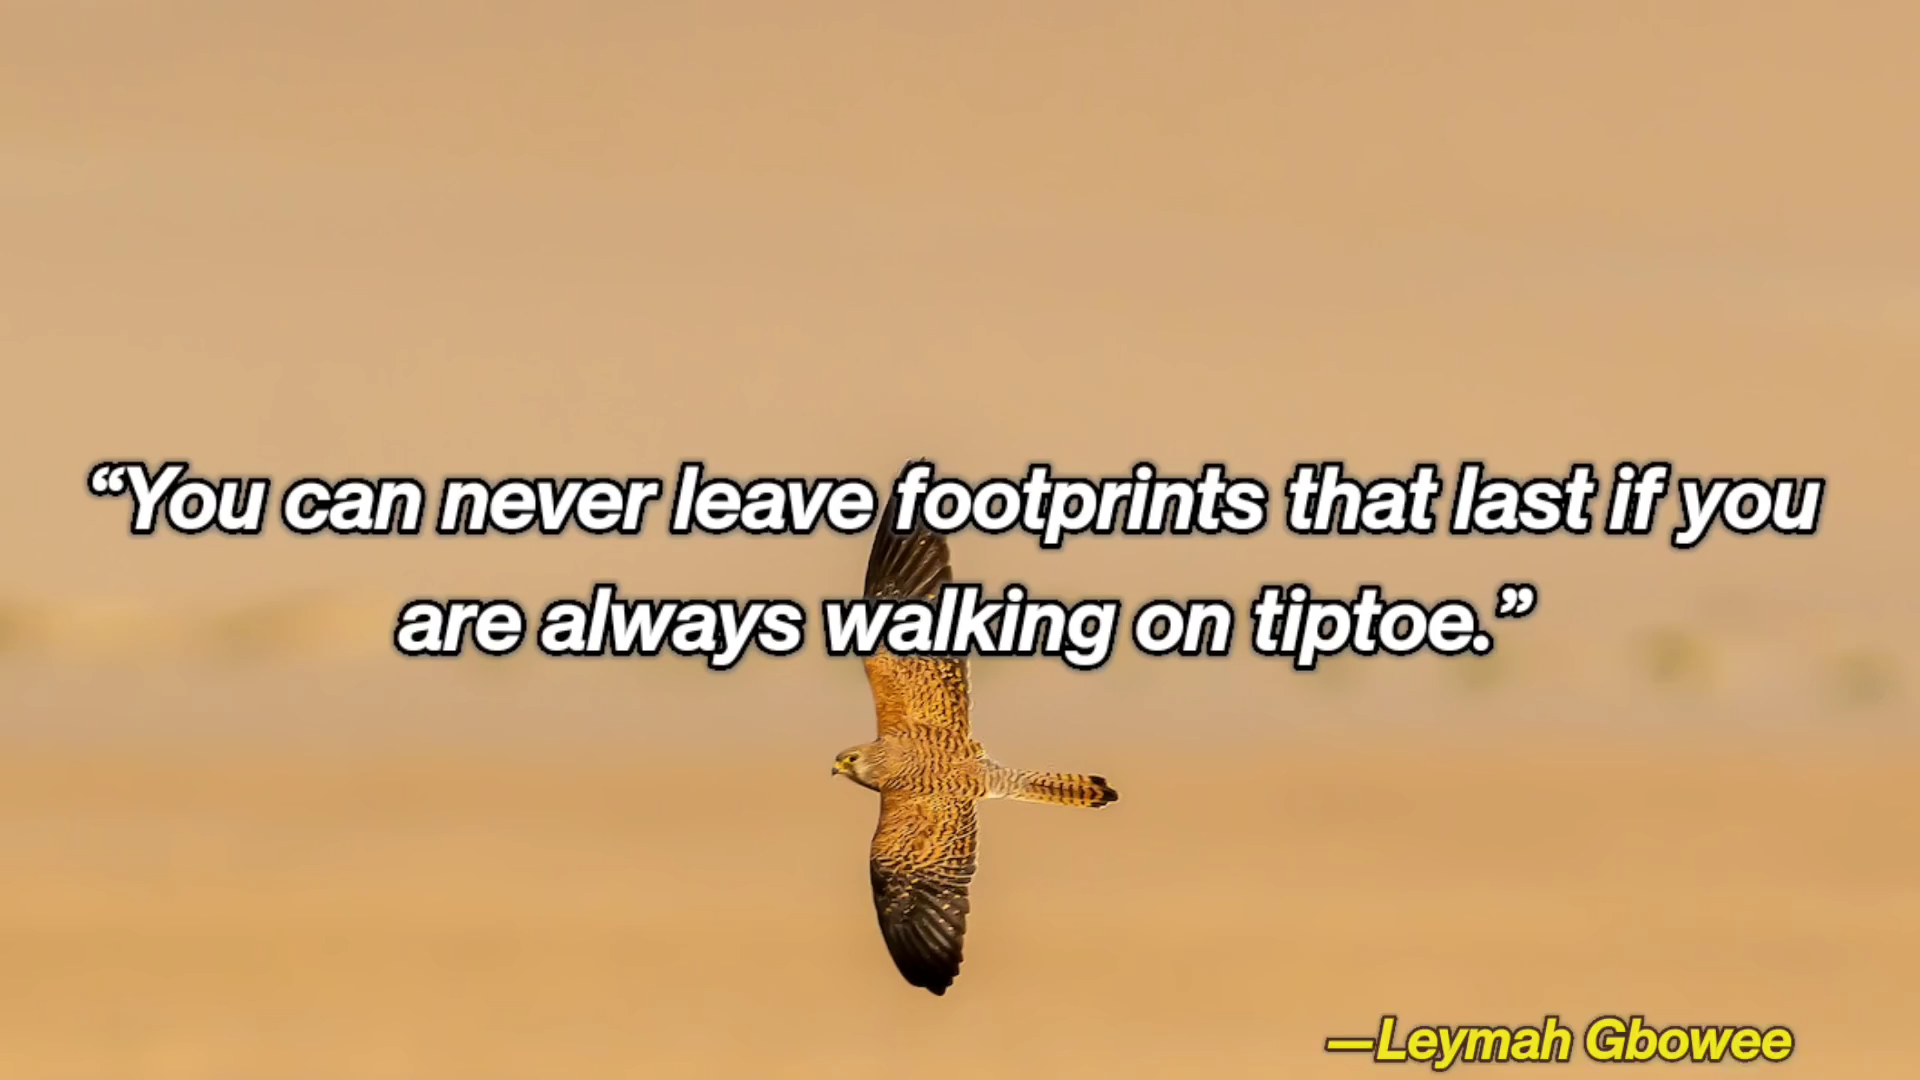 “You can never leave footprints that last if you
are always walking on tiptoe.”
—Leymah Gbowee